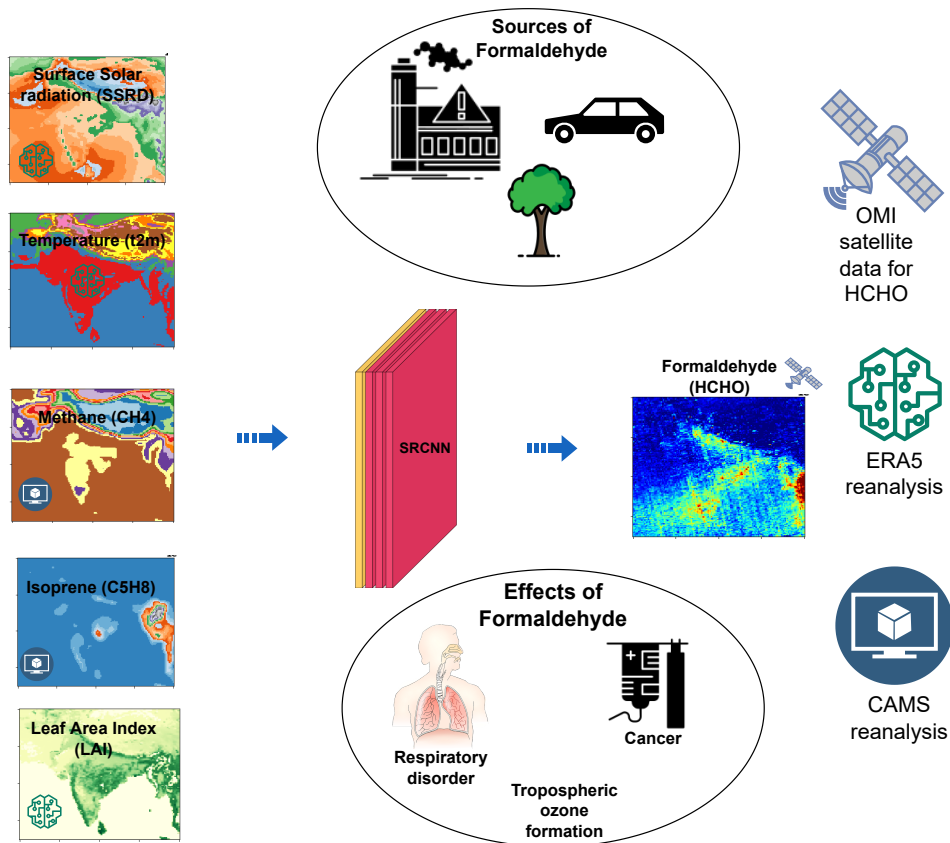 Surface Solar
radiation (SSRD)
Temperature (t2m)
Methane (CH4)
Isoprene (C5H8)
Leaf Area Index
(LAI)
Sources of
Formaldehyde
SRCNN
Formaldehyde
(HCHO)
Effects of
Formaldehyde
Respiratory
disorder
Cancer
Tropospheric
ozone
formation
OMI
satellite
data for
HCHO
ERA5
reanalysis
CAMS
reanalysis